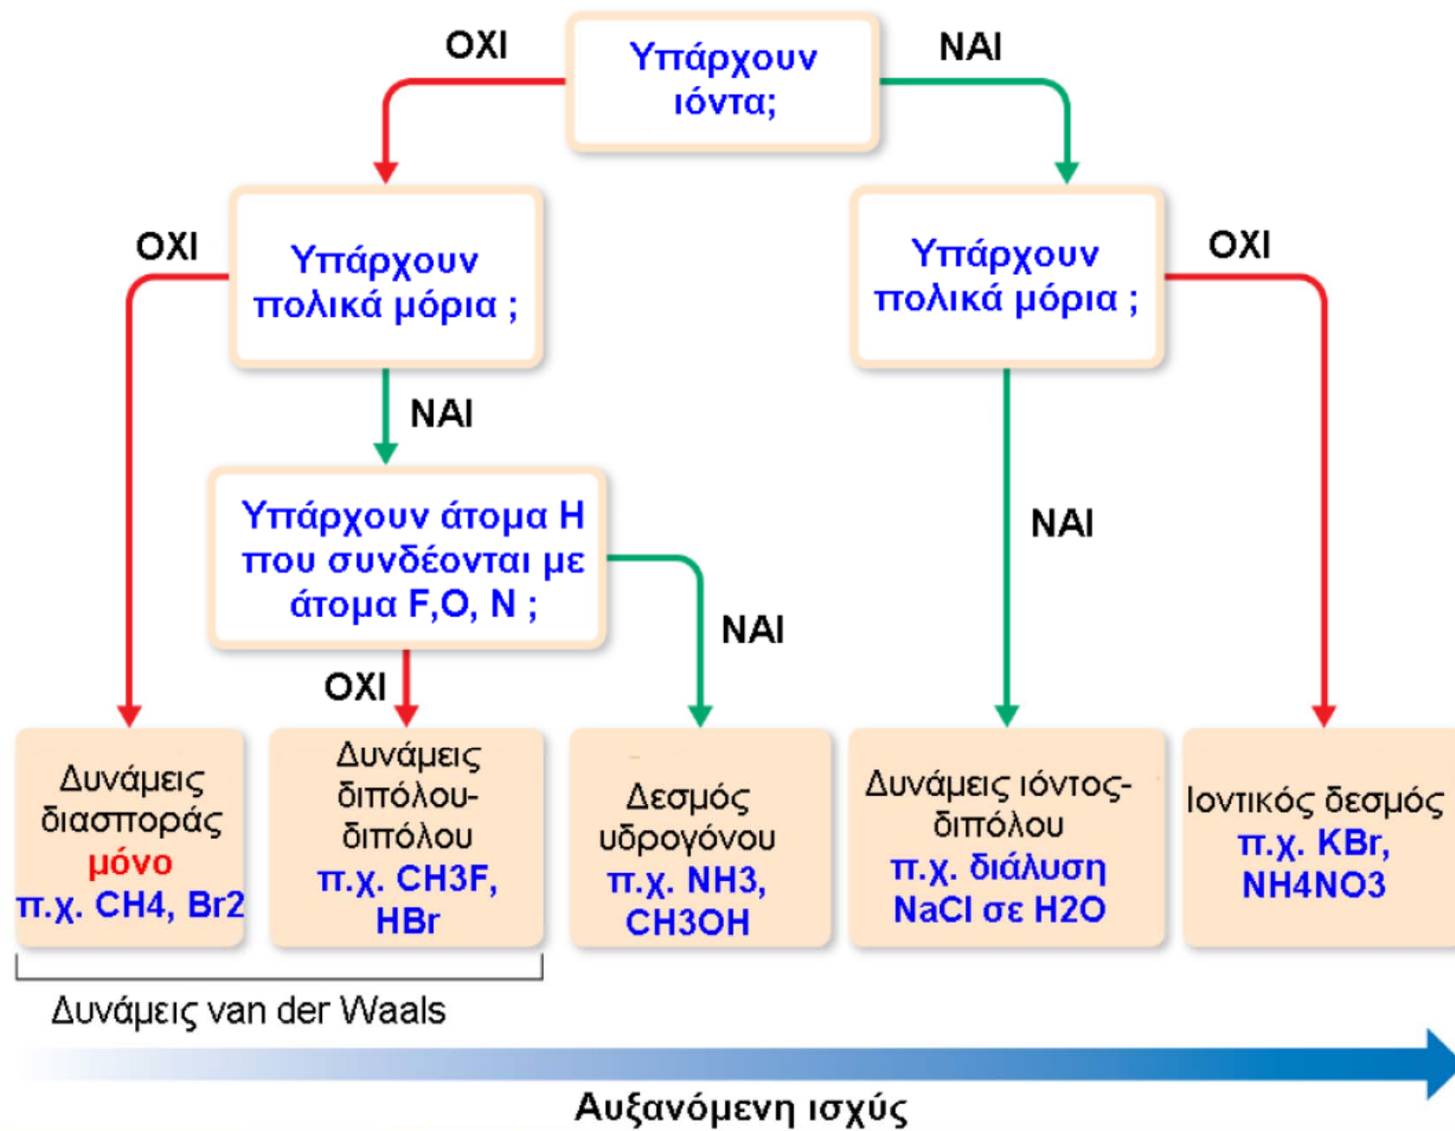 ΟΧΙ
Υπάρχουν
ιόντα;
ΝΑΙ
ΟΧΙ
Υπάρχουν
πολικά μόρια ;
Υπάρχουν
πολικά μόρια ;
ΟΧΙ
ΝΑΙ
Υπάρχουν άτομα Η
που συνδέονται με
άτομα F,O, N ;
ΝΑΙ
ΝΑΙ
ΟΧΙ
Δυνάμεις
διασποράς
μόνο
π.χ. CH4, Br2
Δυνάμεις
διπόλου-
διπόλου
π.χ. CH3F,
HBr
Δεσμός
υδρογόνου
π.χ. NH3,
CH3OH
Δυνάμεις ιόντος-
διπόλου
π.χ. διάλυση
NaCl σε H2O
Ιοντικός δεσμός
π.χ. KBr,
NH4NO3
Δυνάμεις van der Waals
Αυξανόμενη ισχύς